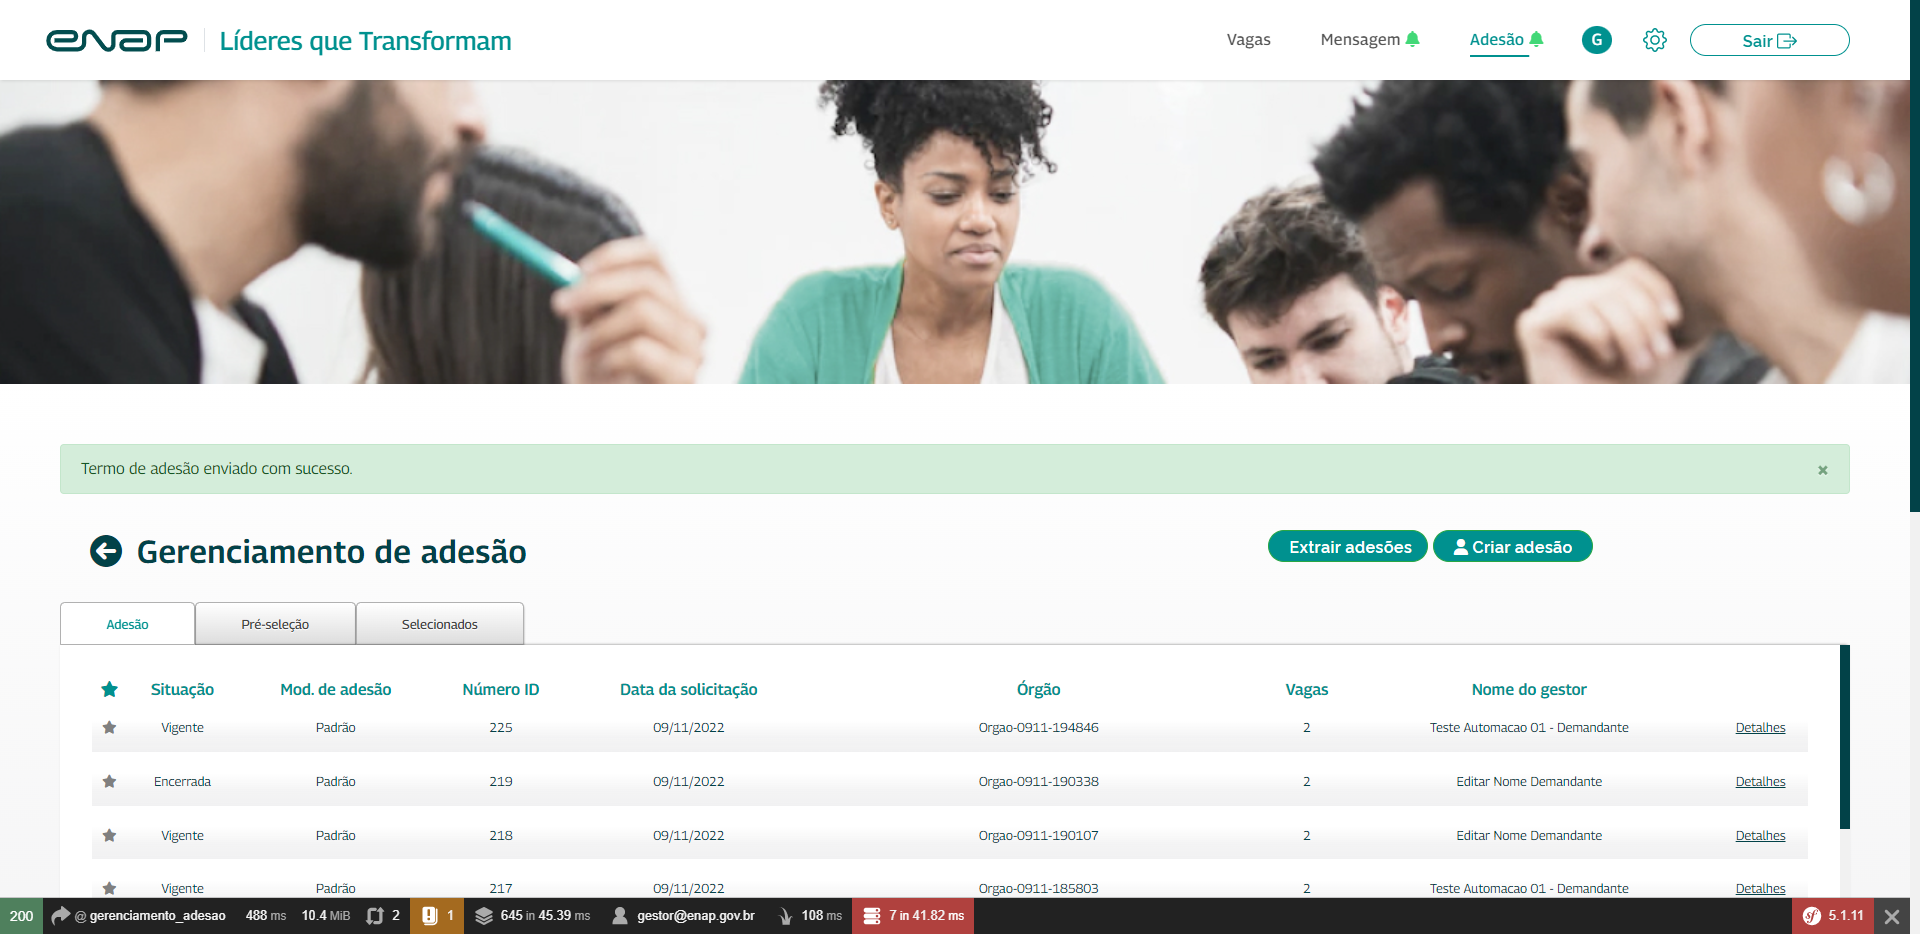 enap Líderes que Transformam Vagas Mensagem Adesão G Sair
Termo de adesão enviado com sucesso. ×
Gerenciamento de adesão Extrair adesões Criar adesão
Adesão Pré-seleção Selecionados
Situação Mod. de adesão Número ID Data da solicitação Órgão Vagas Nome do gestor
Vigente Padrão 225 09/11/2022 Orgao-0911-194846 2 Teste Automacao 01 - Demandante Detalhes
Encerrada Padrão 219 09/11/2022 Orgao-0911-190338 2 Editar Nome Demandante Detalhes
Vigente Padrão 218 09/11/2022 Orgao-0911-190107 2 Editar Nome Demandante Detalhes
Vigente Padrão 217 09/11/2022 Orgao-0911-185803 2 Teste Automacao 01 - Demandante Detalhes
200 @ gerenciamento_adesao 488 ms 10.4 MiB 2 1 645 in 45.39 ms gestor@enap.gov.br 108 ms 7 in 41.82 ms sf 5.1.11